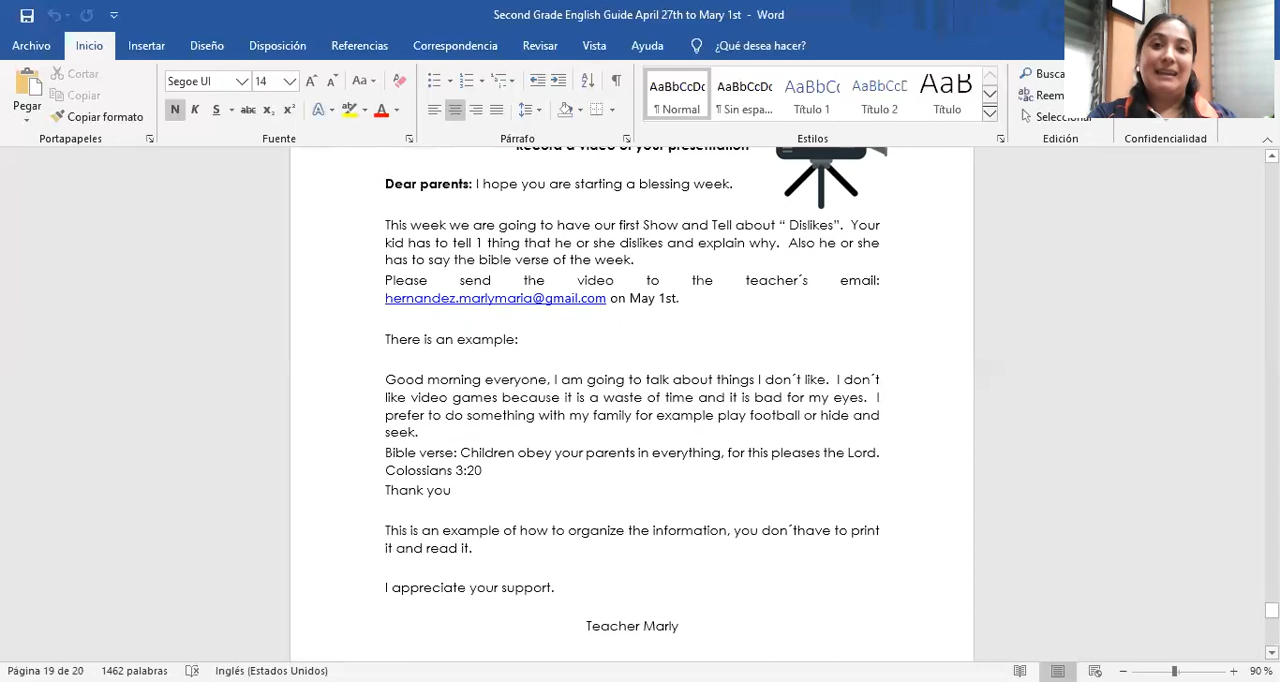 Second Grade English Guide April 27th to Mary 1st - Word
Archivo Inicio Insertar Diseño Disposición Referencias Correspondencia Revisar Vista Ayuda ¿Qué desea hacer?
Pegar
Cortar
Copiar
Copiar formato
Portapapeles
Segoe UI 14
N K S abc x₂ x²
Fuente
Párrafo
AaBbCcDc AaBbCcDc AaBbCc AaBbCcC AaB
¶ Normal ¶ Sin espa... Título 1 Título 2 Título
Estilos
Busca
Reem
Selecciona
Edición
Confidencialidad
Record a video of your presentation
Dear parents: I hope you are starting a blessing week.
This week we are going to have our first Show and Tell about “ Dislikes”. Your
kid has to tell 1 thing that he or she dislikes and explain why. Also he or she
has to say the bible verse of the week.
Please send the video to the teacher´s email:
hernandez.marlymaria@gmail.com on May 1st.
There is an example:
Good morning everyone, I am going to talk about things I don´t like. I don´t
like video games because it is a waste of time and it is bad for my eyes. I
prefer to do something with my family for example play football or hide and
seek.
Bible verse: Children obey your parents in everything, for this pleases the Lord.
Colossians 3:20
Thank you
This is an example of how to organize the information, you don´thave to print
it and read it.
I appreciate your support.
Teacher Marly
Página 19 de 20 1462 palabras Inglés (Estados Unidos) 90 %